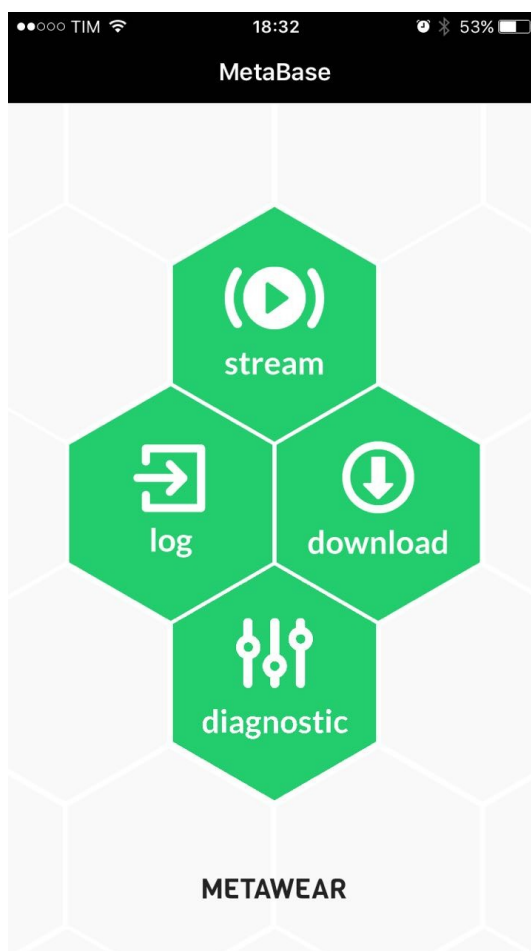 TIM 18:32 53%
MetaBase
stream
log download
diagnostic
METAWEAR